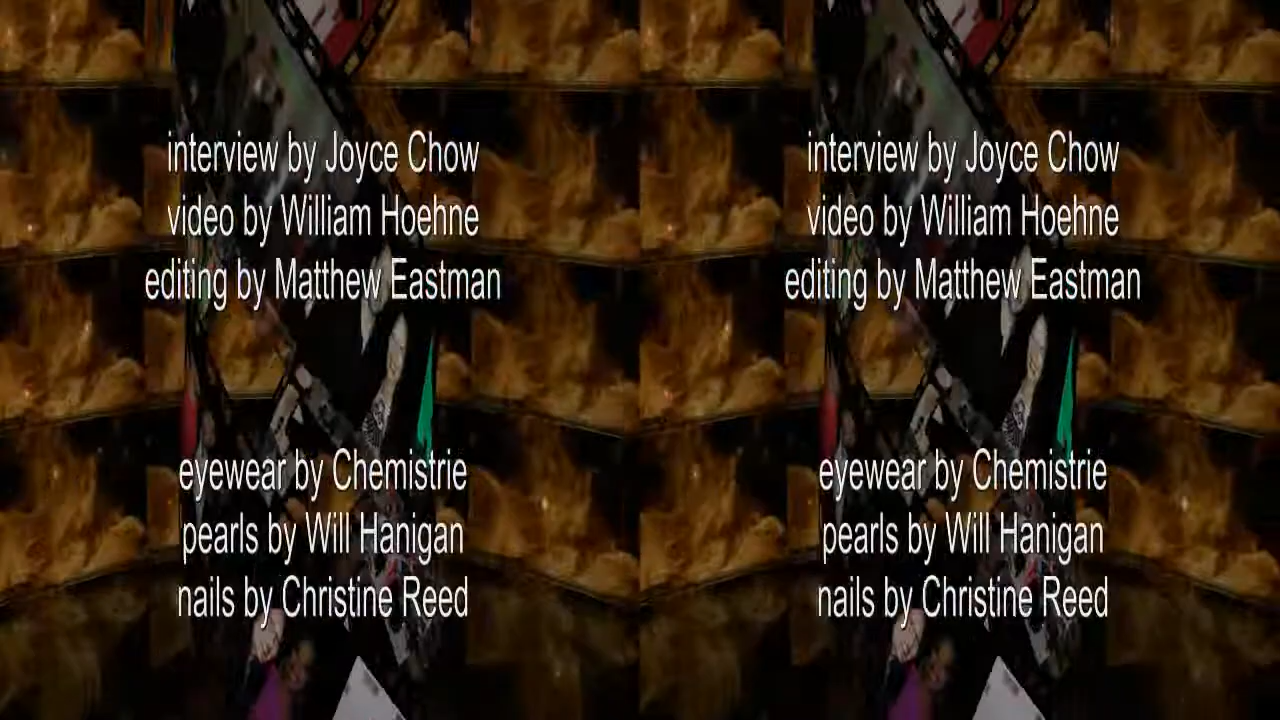 interview by Joyce Chow
video by William Hoehne
editing by Matthew Eastman
eyewear by Chemistrie
pearls by Will Hanigan
nails by Christine Reed
interview by Joyce Chow
video by William Hoehne
editing by Matthew Eastman
eyewear by Chemistrie
pearls by Will Hanigan
nails by Christine Reed